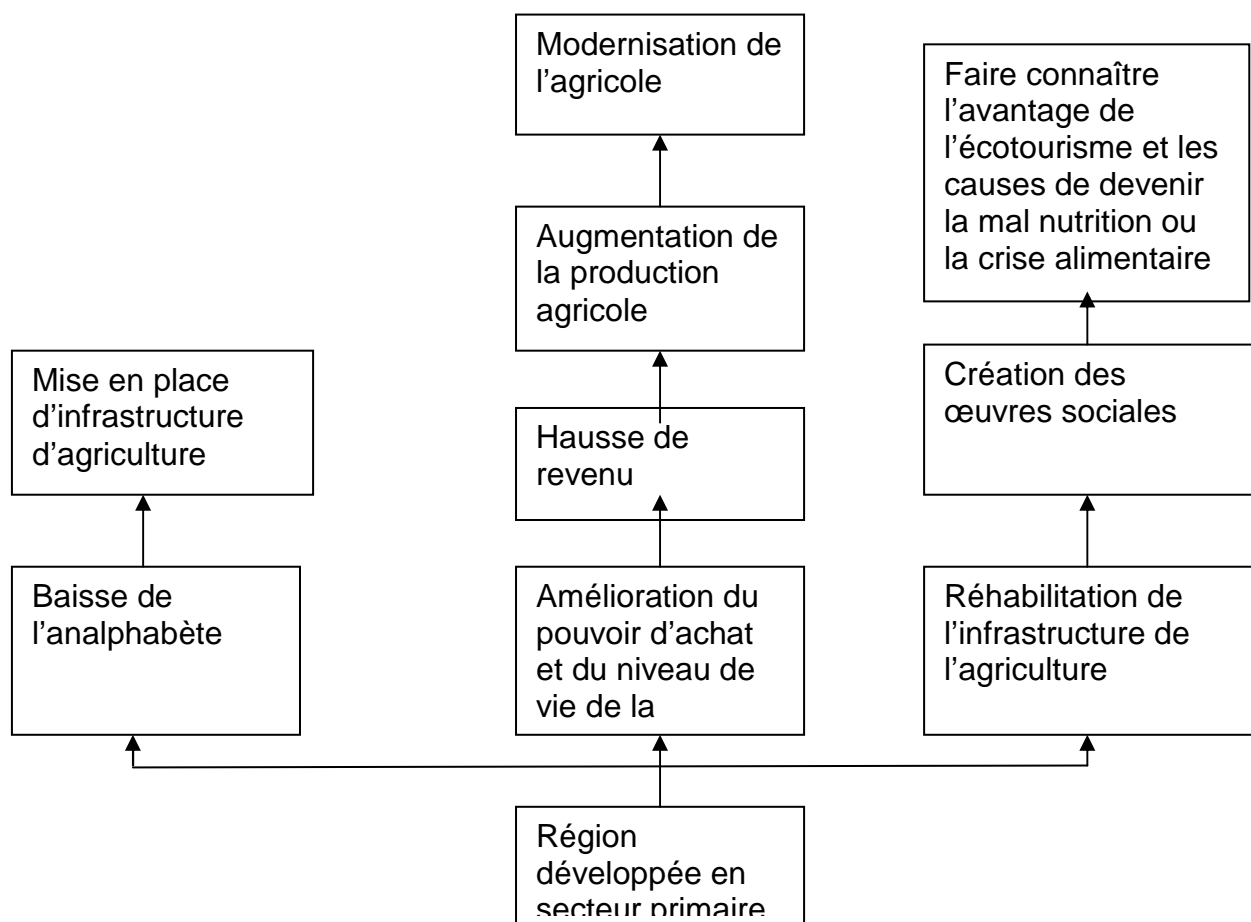 Modernisation de
l’agricole
Faire connaître
l’avantage de
l’écotourisme et les
causes de devenir
la mal nutrition ou
la crise alimentaire
Augmentation de
la production
agricole
Mise en place
d’infrastructure
d’agriculture
Hausse de
revenu
Création des
œuvres sociales
Baisse de
l’analphabète
Amélioration du
pouvoir d’achat
et du niveau de
vie de la
Réhabilitation de
l’infrastructure de
l’agriculture
Région
développée en
secteur primaire